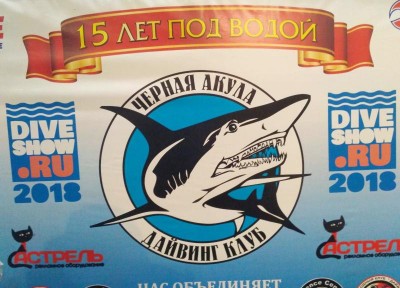 15 ЛЕТ ПОД ВОДОЙ
ЧЕРНАЯ АКУЛА
ДАЙВИНГ КЛУБ
DIVE
SHOW
.RU
2018
DIVE
SHOW
.RU
2018
АСТРЕЛЬ
АСТРЕЛЬ
НАС ОБЪЕДИНЯЕТ